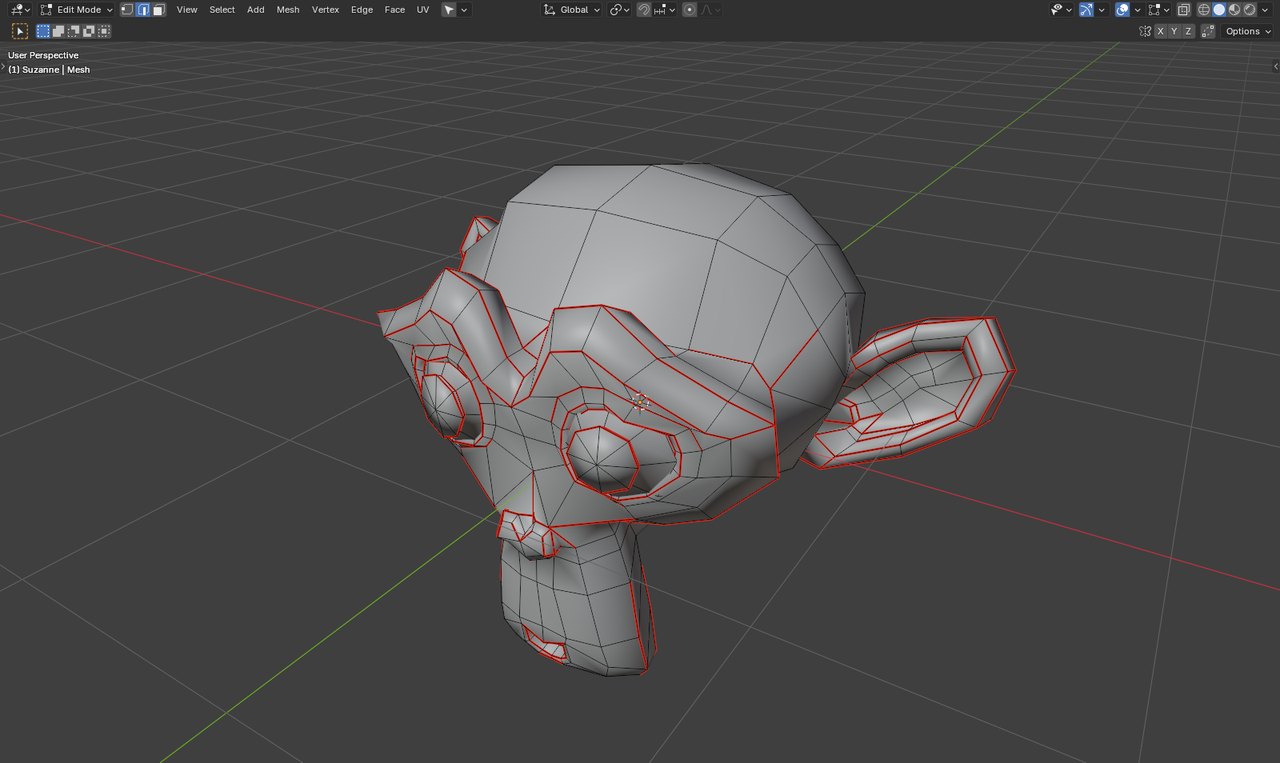 Edit Mode View Select Add Mesh Vertex Edge Face UV Global
X Y Z Options
User Perspective
(1) Suzanne | Mesh